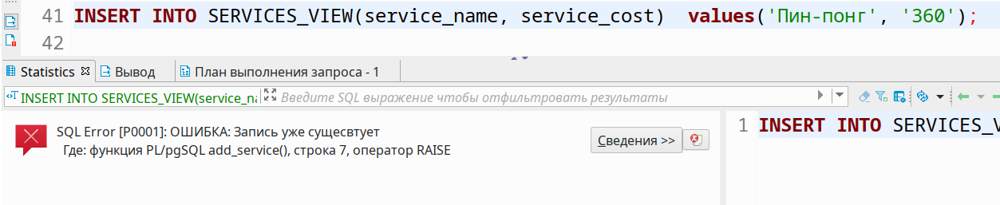 41 INSERT INTO SERVICES_VIEW(service_name, service_cost)  values('Пин-понг', '360');
42
Statistics Вывод План выполнения запроса - 1
INSERT INTO SERVICES_VIEW(service_na Введите SQL выражение чтобы отфильтровать результаты
SQL Error [P0001]: ОШИБКА: Запись уже сущесвтует
Где: функция PL/pgSQL add_service(), строка 7, оператор RAISE
Сведения >>
1 INSERT INTO SERVICES_V